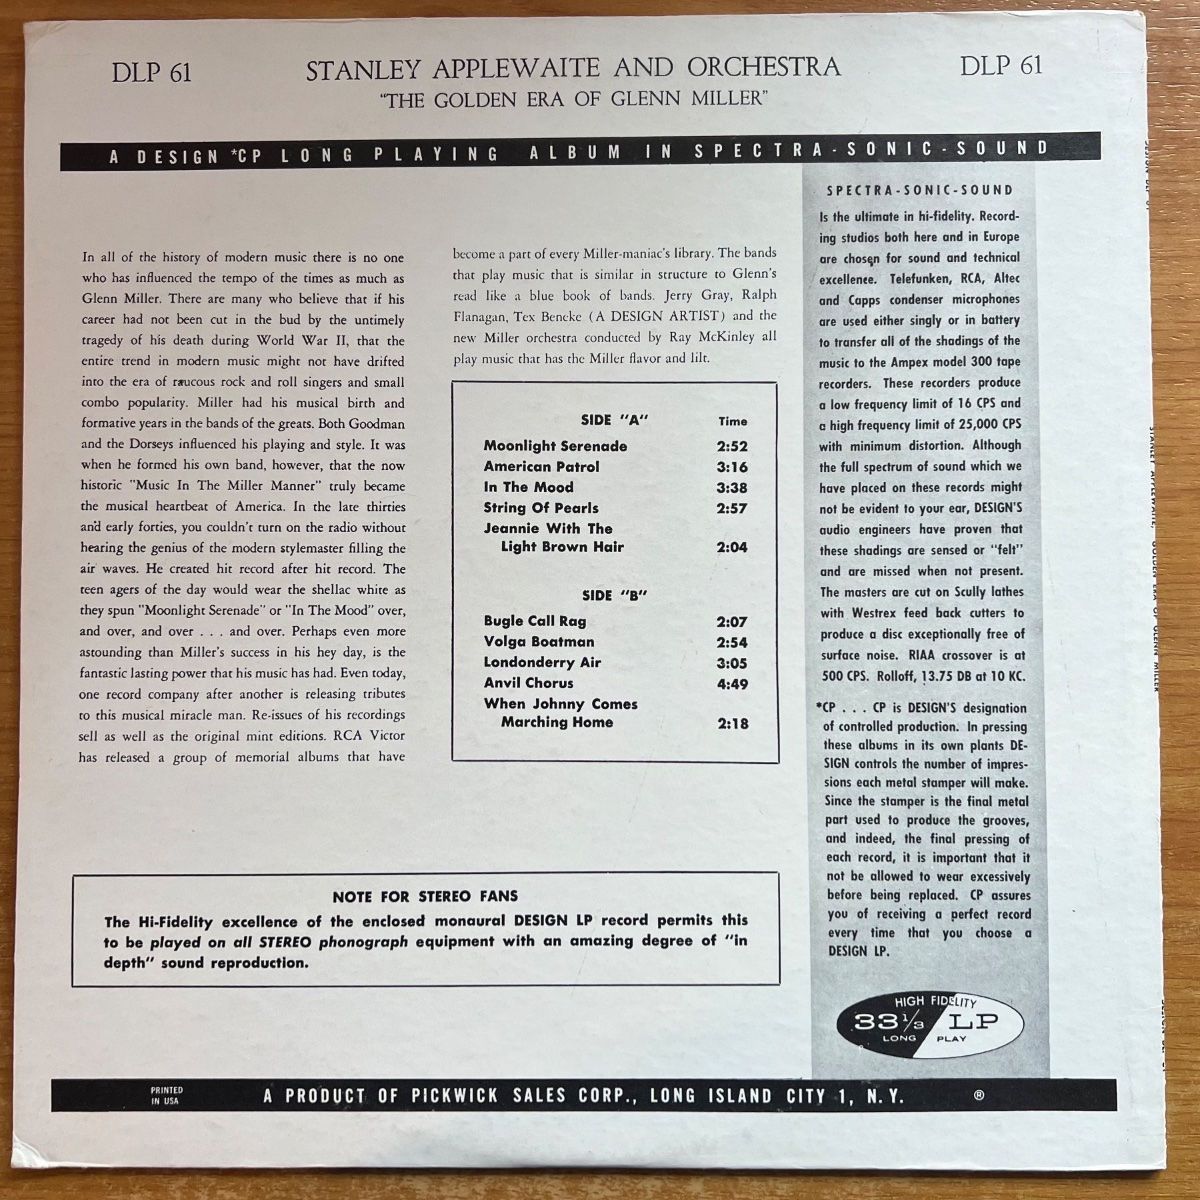 DLP 61
STANLEY APPLEWAITE AND ORCHESTRA
DLP 61
"THE GOLDEN ERA OF GLENN MILLER"
A DESIGN *CP LONG PLAYING ALBUM IN SPECTRA-SONIC-SOUND
In all of the history of modern music there is no one
who has influenced the tempo of the times as much as
Glenn Miller. There are many who believe that if his
career had not been cut in the bud by the untimely
tragedy of his death during World War II, that the
entire trend in modern music might not have drifted
into the era of raucous rock and roll singers and small
combo popularity. Miller had his musical birth and
formative years in the bands of the greats. Both Goodman
and the Dorseys influenced his playing and style. It was
when he formed his own band, however, that the now
historic "Music In The Miller Manner" truly became
the musical heartbeat of America. In the late thirties
and early forties, you couldn't turn on the radio without
hearing the genius of the modern stylemaster filling the
air waves. He created hit record after hit record. The
teen agers of the day would wear the shellac white as
they spun "Moonlight Serenade" or "In The Mood" over,
and over, and over . . . and over. Perhaps even more
astounding than Miller's success in his hey day, is the
fantastic lasting power that his music has had. Even today,
one record company after another is releasing tributes
to this musical miracle man. Re-issues of his recordings
sell as well as the original mint editions. RCA Victor
has released a group of memorial albums that have
become a part of every Miller-maniac's library. The bands
that play music that is similar in structure to Glenn's
read like a blue book of bands. Jerry Gray, Ralph
Flanagan, Tex Beneke (A DESIGN ARTIST) and the
new Miller orchestra conducted by Ray McKinley all
play music that has the Miller flavor and lilt.
SIDE "A" Time
Moonlight Serenade 2:52
American Patrol 3:16
In The Mood 3:38
String Of Pearls 2:57
Jeannie With The
Light Brown Hair 2:04
SIDE "B"
Bugle Call Rag 2:07
Volga Boatman 2:54
Londonderry Air 3:05
Anvil Chorus 4:49
When Johnny Comes
Marching Home 2:18
NOTE FOR STEREO FANS
The Hi-Fidelity excellence of the enclosed monaural DESIGN LP record permits this
to be played on all STEREO phonograph equipment with an amazing degree of "in
depth" sound reproduction.
SPECTRA-SONIC-SOUND
Is the ultimate in hi-fidelity. Record-
ing studios both here and in Europe
are chosen for sound and technical
excellence. Telefunken, RCA, Altec
and Capps condenser microphones
are used either singly or in battery
to transfer all of the shadings of the
music to the Ampex model 300 tape
recorders. These recorders produce
a low frequency limit of 16 CPS and
a high frequency limit of 25,000 CPS
with minimum distortion. Although
the full spectrum of sound which we
have placed on these records might
not be evident to your ear, DESIGN'S
audio engineers have proven that
these shadings are sensed or "felt"
and are missed when not present.
The masters are cut on Scully lathes
with Westrex feed back cutters to
produce a disc exceptionally free of
surface noise. RIAA crossover is at
500 CPS. Rolloff, 13.75 DB at 10 KC.
*CP . . . CP is DESIGN'S designation
of controlled production. In pressing
these albums in its own plants DE-
SIGN controls the number of impres-
sions each metal stamper will make.
Since the stamper is the final metal
part used to produce the grooves,
and indeed, the final pressing of
each record, it is important that it
not be allowed to wear excessively
before being replaced. CP assures
you of receiving a perfect record
every time that you choose a
DESIGN LP.
HIGH FIDELITY
33 1/3 LP
LONG PLAY
PRINTED
IN USA
A PRODUCT OF PICKWICK SALES CORP., LONG ISLAND CITY 1, N.Y.
®
STANLEY APPLEWAITE, GOLDEN ERA OF GLENN MILLER